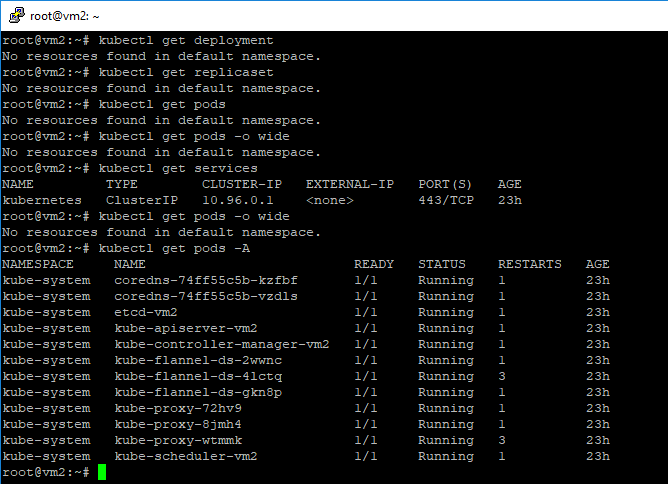 root@vm2: ~
root@vm2:~# kubectl get deployment
No resources found in default namespace.
root@vm2:~# kubectl get replicaset
No resources found in default namespace.
root@vm2:~# kubectl get pods
No resources found in default namespace.
root@vm2:~# kubectl get pods -o wide
No resources found in default namespace.
root@vm2:~# kubectl get services
NAME         TYPE        CLUSTER-IP   EXTERNAL-IP   PORT(S)   AGE
kubernetes   ClusterIP   10.96.0.1    <none>        443/TCP   23h
root@vm2:~# kubectl get pods -o wide
No resources found in default namespace.
root@vm2:~# kubectl get pods -A
NAMESPACE     NAME                          READY   STATUS    RESTARTS   AGE
kube-system   coredns-74ff55c5b-kzfbf       1/1     Running   1          23h
kube-system   coredns-74ff55c5b-vzdls       1/1     Running   1          23h
kube-system   etcd-vm2                      1/1     Running   1          23h
kube-system   kube-apiserver-vm2            1/1     Running   1          23h
kube-system   kube-controller-manager-vm2   1/1     Running   1          23h
kube-system   kube-flannel-ds-2wwnc         1/1     Running   1          23h
kube-system   kube-flannel-ds-4lctq         1/1     Running   3          23h
kube-system   kube-flannel-ds-gkn8p         1/1     Running   1          23h
kube-system   kube-proxy-72hv9              1/1     Running   1          23h
kube-system   kube-proxy-8jmh4              1/1     Running   1          23h
kube-system   kube-proxy-wtmmk              1/1     Running   3          23h
kube-system   kube-scheduler-vm2            1/1     Running   1          23h
root@vm2:~#